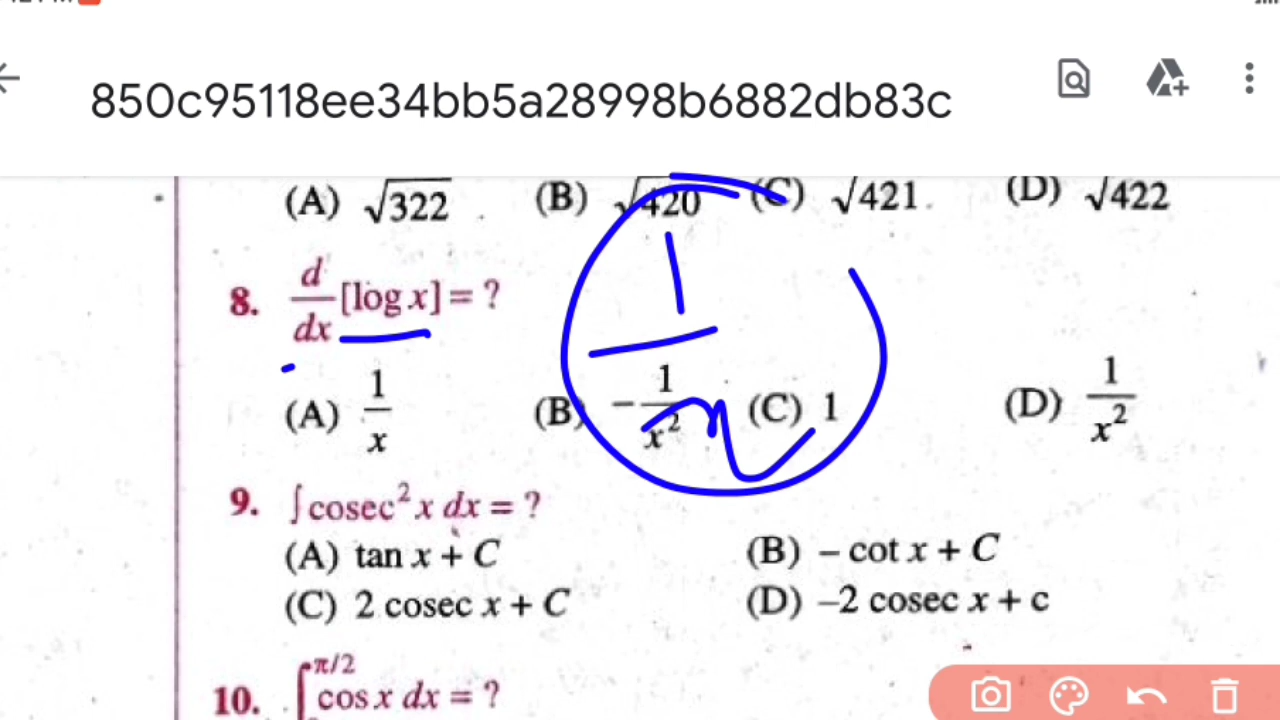 850c95118ee34bb5a28998b6882db83c
(A) √322 (B) √420 (C) √421 (D) √422
8. d/dx [log x] = ?
(A) 1/x (B) -1/x² (C) 1 (D) 1/x²
1/x
9. ∫ cosec² x dx = ?
(A) tan x + C (B) – cot x + C
(C) 2 cosec x + C (D) –2 cosec x + c
10. ∫ π/2 cos x dx = ?